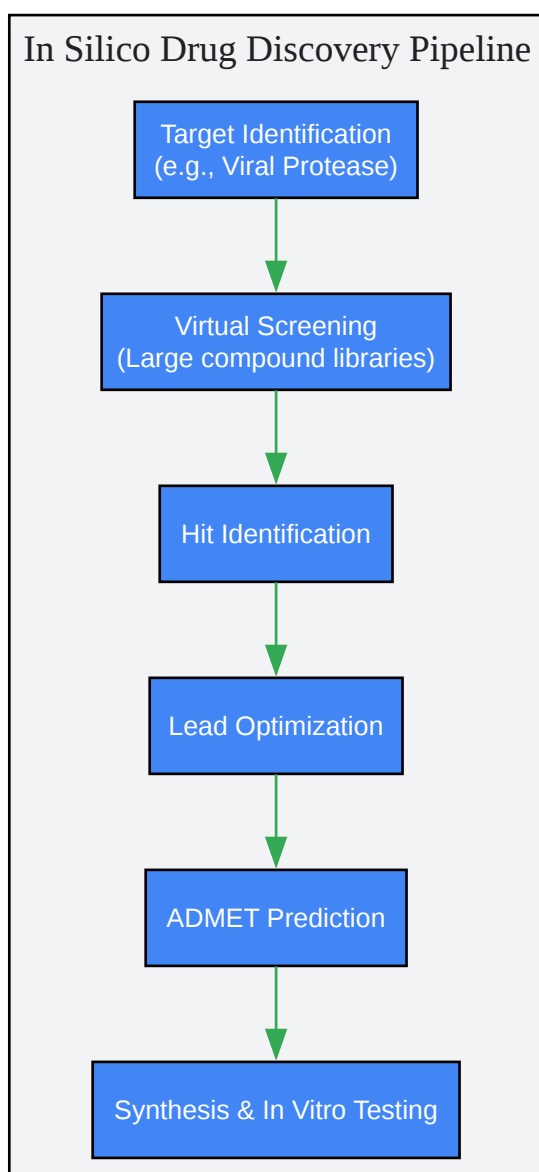 In Silico Drug Discovery Pipeline
Target Identification
(e.g., Viral Protease)
Virtual Screening
(Large compound libraries)
Hit Identification
Lead Optimization
ADMET Prediction
Synthesis & In Vitro Testing